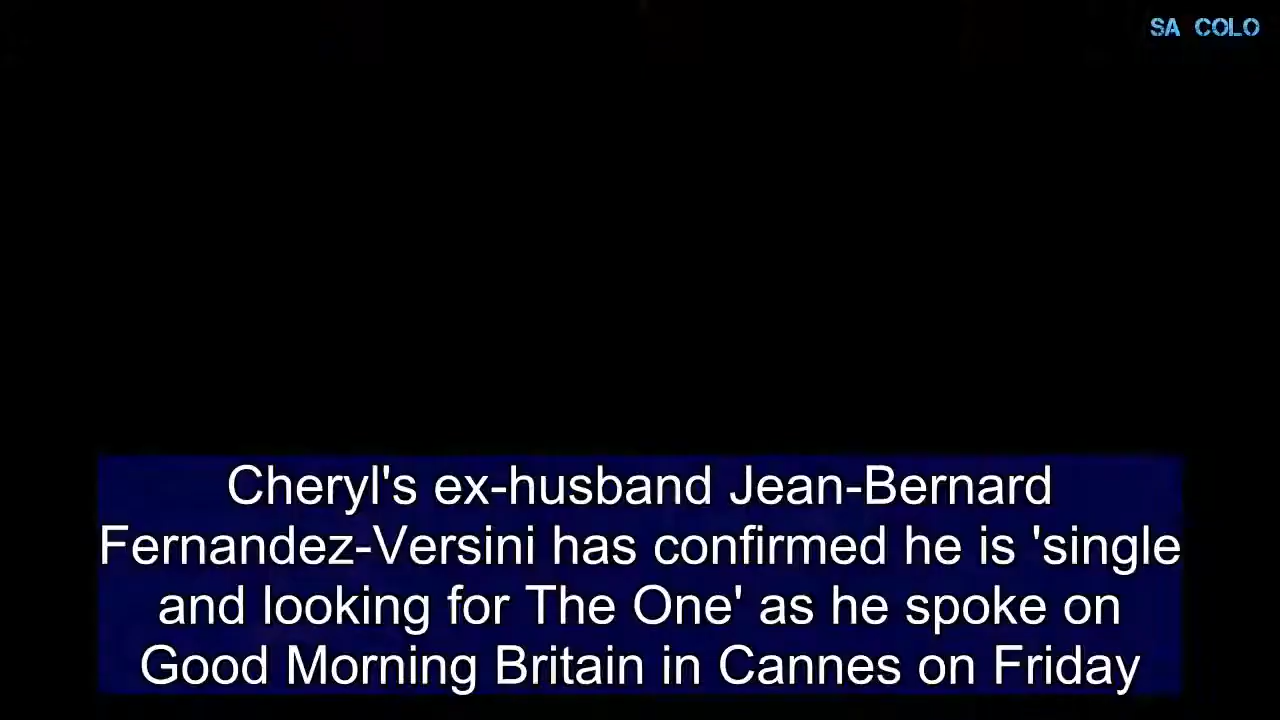 SA COLO
Cheryl's ex-husband Jean-Bernard
Fernandez-Versini has confirmed he is 'single
and looking for The One' as he spoke on
Good Morning Britain in Cannes on Friday